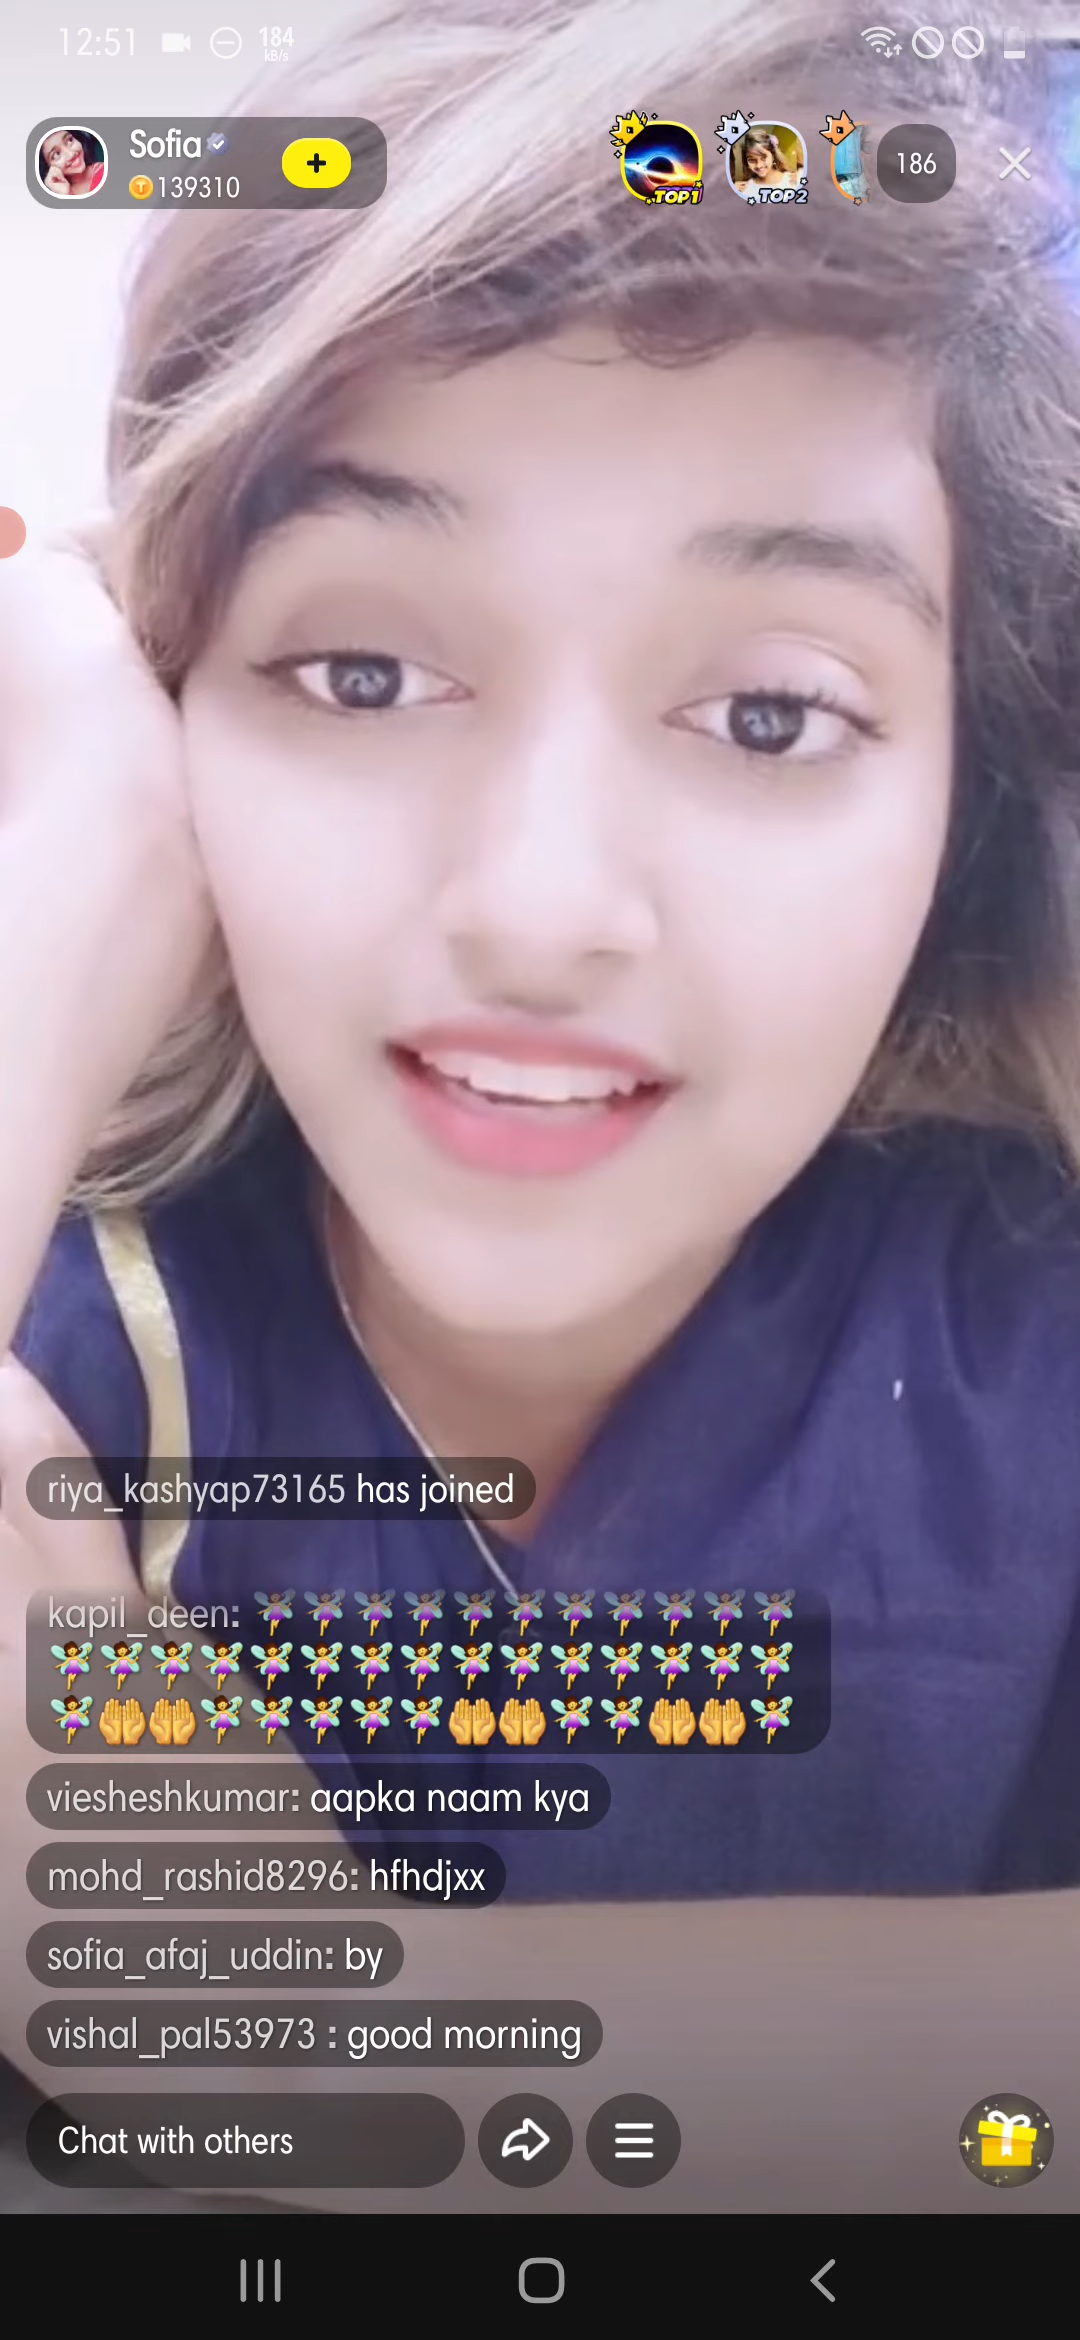 12:51
184
kB/s
Sofia
139310
TOP1
TOP2
186
riya_kashyap73165 has joined
kapil_deen: 🧚‍♀️🧚‍♀️🧚‍♀️🧚‍♀️🧚‍♀️🧚‍♀️🧚‍♀️🧚‍♀️🧚‍♀️🧚‍♀️🧚‍♀️
🧚‍♀️🧚‍♀️🧚‍♀️🧚‍♀️🧚‍♀️🧚‍♀️🧚‍♀️🧚‍♀️🧚‍♀️🧚‍♀️🧚‍♀️🧚‍♀️🧚‍♀️🧚‍♀️🧚‍♀️
🧚‍♀️🤲🤲🧚‍♀️🧚‍♀️🧚‍♀️🧚‍♀️🧚‍♀️🤲🤲🧚‍♀️🧚‍♀️🤲🤲🧚‍♀️
viesheshkumar: aapka naam kya
mohd_rashid8296: hfhdjxx
sofia_afaj_uddin: by
vishal_pal53973 : good morning
Chat with others